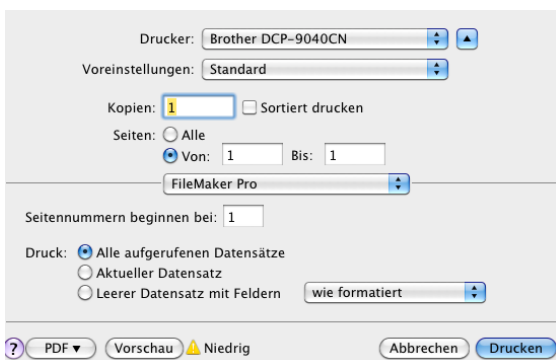 Drucker: Brother DCP-9040CN
Voreinstellungen: Standard
Kopien: 1 Sortiert drucken
Seiten: Alle
Von: 1 Bis: 1
FileMaker Pro
Seitennummern beginnen bei: 1
Druck: Alle aufgerufenen Datensätze
Aktueller Datensatz
Leerer Datensatz mit Feldern wie formatiert
? PDF Vorschau Niedrig Abbrechen Drucken